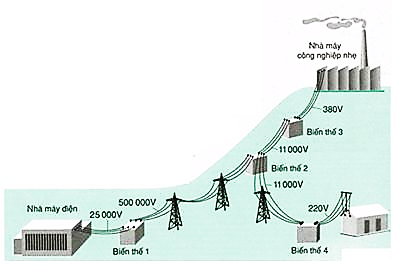 Nhà máy
công nghiệp nhẹ
380V
Biến thế 3
11 000V
Biến thế 2
11 000V
500 000V
220V
Nhà máy điện
25 000V
Biến thế 1
Biến thế 4